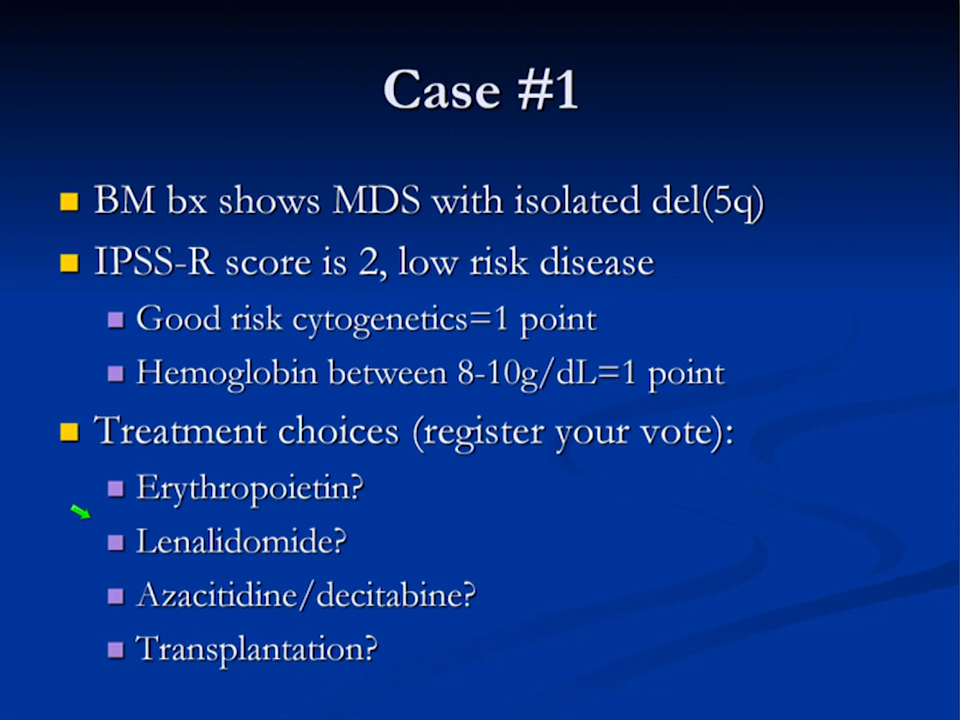 Case #1
BM bx shows MDS with isolated del(5q)
IPSS-R score is 2, low risk disease
Good risk cytogenetics=1 point
Hemoglobin between 8-10g/dL=1 point
Treatment choices (register your vote):
Erythropoietin?
Lenalidomide?
Azacitidine/decitabine?
Transplantation?